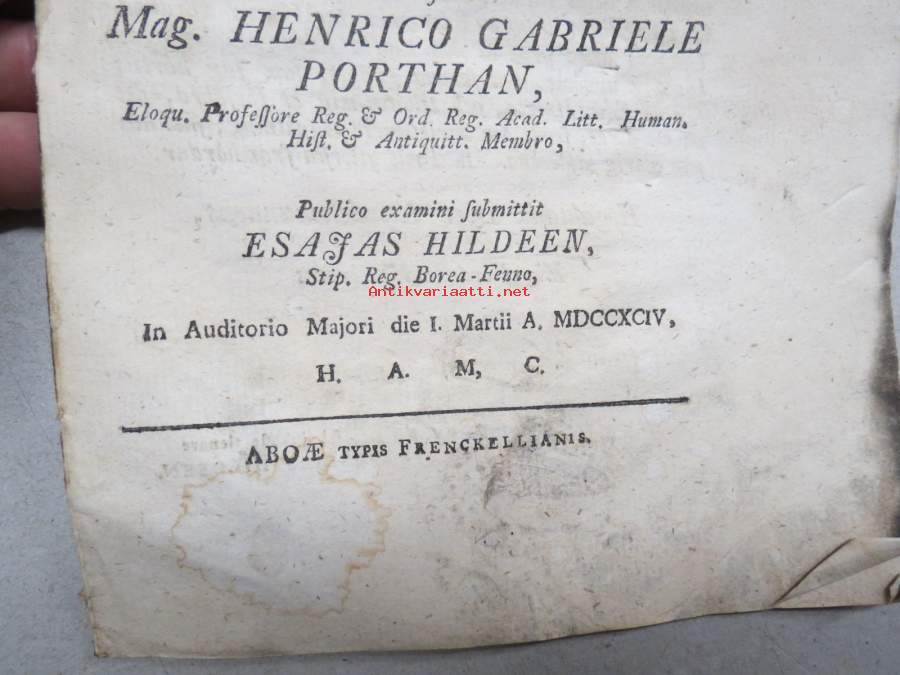 Mag. HENRICO GABRIELE
PORTHAN,
Eloqu. Profeſſore Reg. & Ord. Reg. Acad. Litt. Human.
Hiſt. & Antiquitt. Membro,
Publico examini ſubmittit
ESAJAS HILDEEN,
Stip. Reg. Borea-Fenno,
Antikvariaatti.net
In Auditorio Majori die I. Martii A. MDCCXCIV,
H. A. M, C.
ABOÆ TYPIS FRENCKELLIANIS.